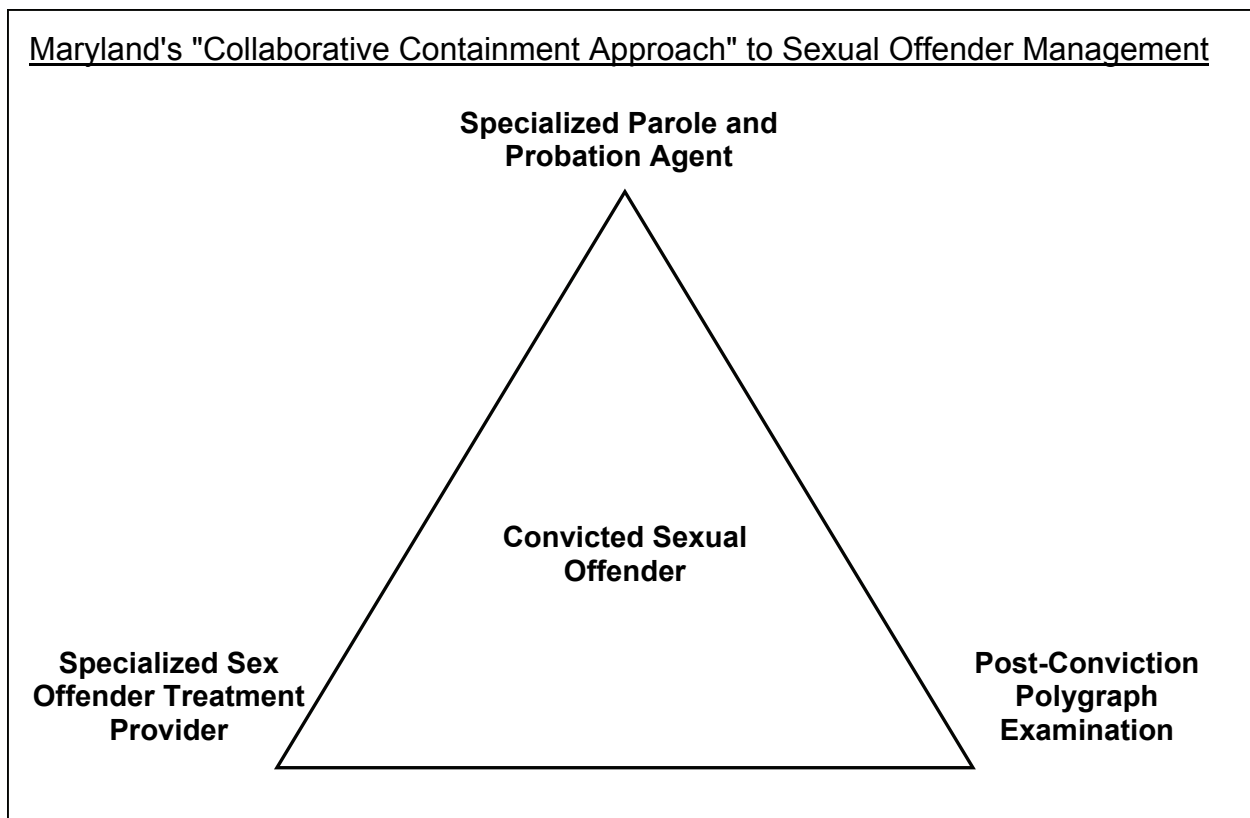 Maryland's "Collaborative Containment Approach" to Sexual Offender Management
Specialized Parole and
Probation Agent
Convicted Sexual
Offender
Specialized Sex
Offender Treatment
Provider
Post-Conviction
Polygraph
Examination